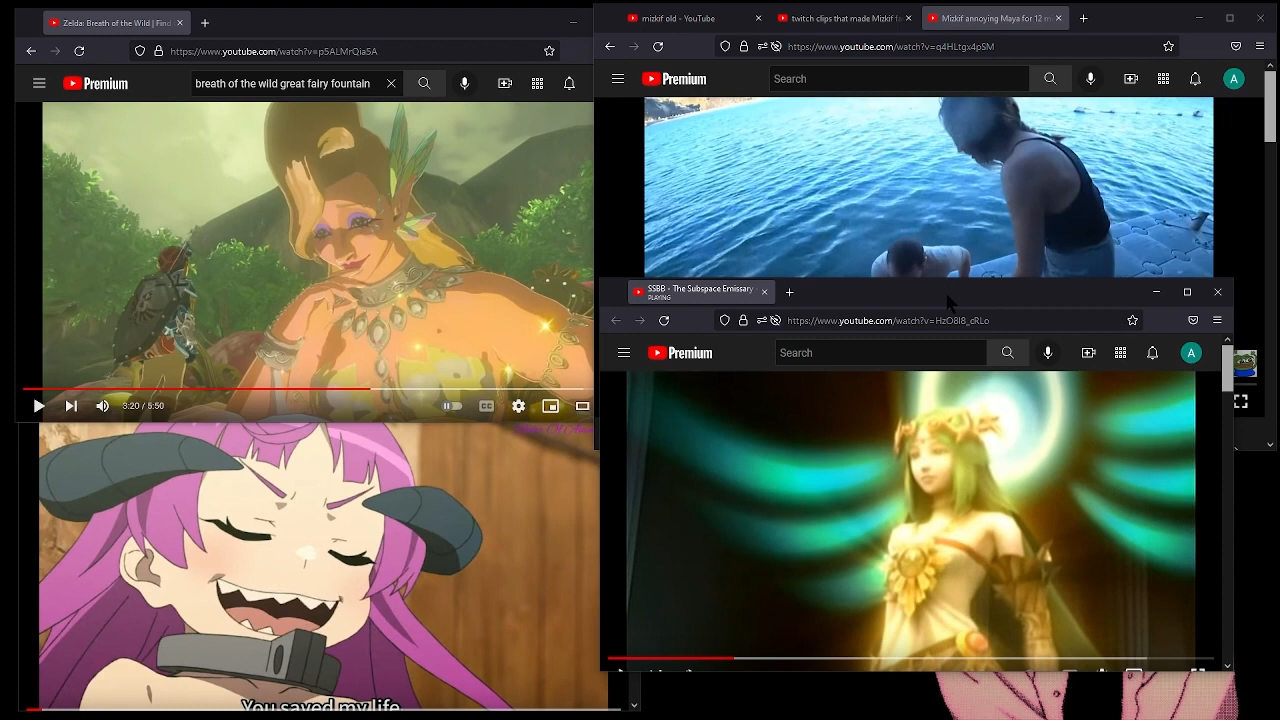 Zelda: Breath of the Wild | Find
https://www.youtube.com/watch?v=p5ALMrQia5A
Premium
breath of the wild great fairy fountain
3:20 / 5:50
CC
You saved my life
mizkif old - YouTube
twitch clips that made Mizkif fa
Mizkif annoying Maya for 12 m
https://www.youtube.com/watch?v=q4HLtgx4pSM
Premium
Search
A
SSBB - The Subspace Emissary -
PLAYING
https://www.youtube.com/watch?v=HzO8I8_cRLo
Premium
Search
A